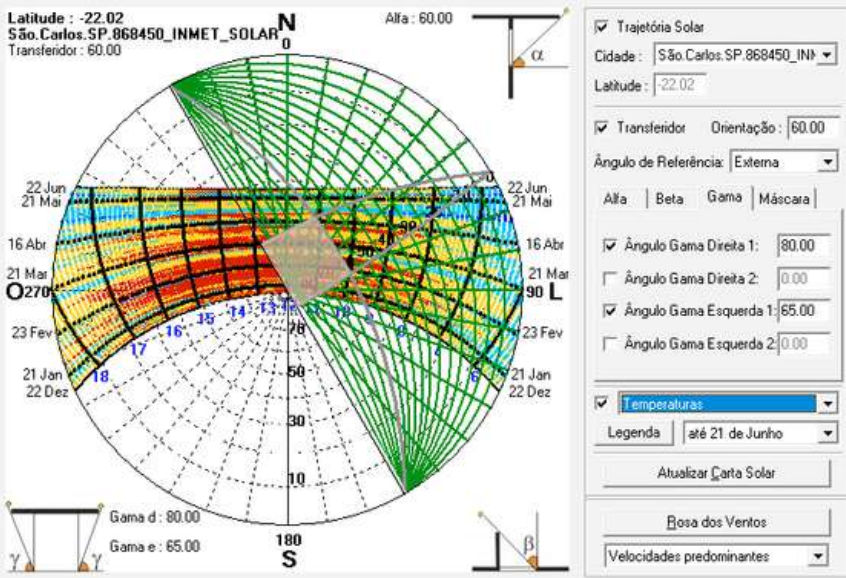 Latitude : -22.02
São.Carlos.SP.868450_INMET_SOLAR
Transferidor : 60.00
N
0
Alfa : 60.00
α
22 Jun
21 Mai
16 Abr
21 Mar
O270
23 Fev
21 Jan
22 Dez
22 Jun
21 Mai
16 Abr
21 Mar
90 L
23 Fev
21 Jan
22 Dez
18
17
16
15
14
13
12
11
6
70
50
30
10
180
S
Gama d : 80.00
Gama e : 65.00
γ
γ
β
Trajetória Solar
Cidade : São.Carlos.SP.868450_INM
Latitude : -22.02
Transferidor Orientação : 60.00
Ângulo de Referência: Externa
Alfa Beta Gama Máscara
Ângulo Gama Direita 1: 80.00
Ângulo Gama Direita 2: 0.00
Ângulo Gama Esquerda 1: 65.00
Ângulo Gama Esquerda 2: 0.00
Temperaturas
Legenda até 21 de Junho
Atualizar Carta Solar
Rosa dos Ventos
Velocidades predominantes